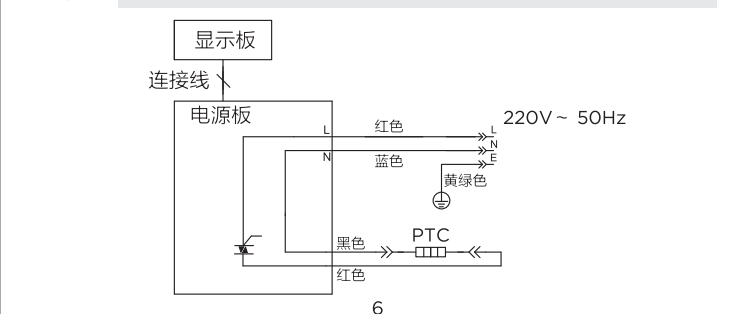 显示板
连接线
电源板
220V～ 50Hz
L 红色 L
N 蓝色 N
E
黄绿色
PTC
黑色
红色
6